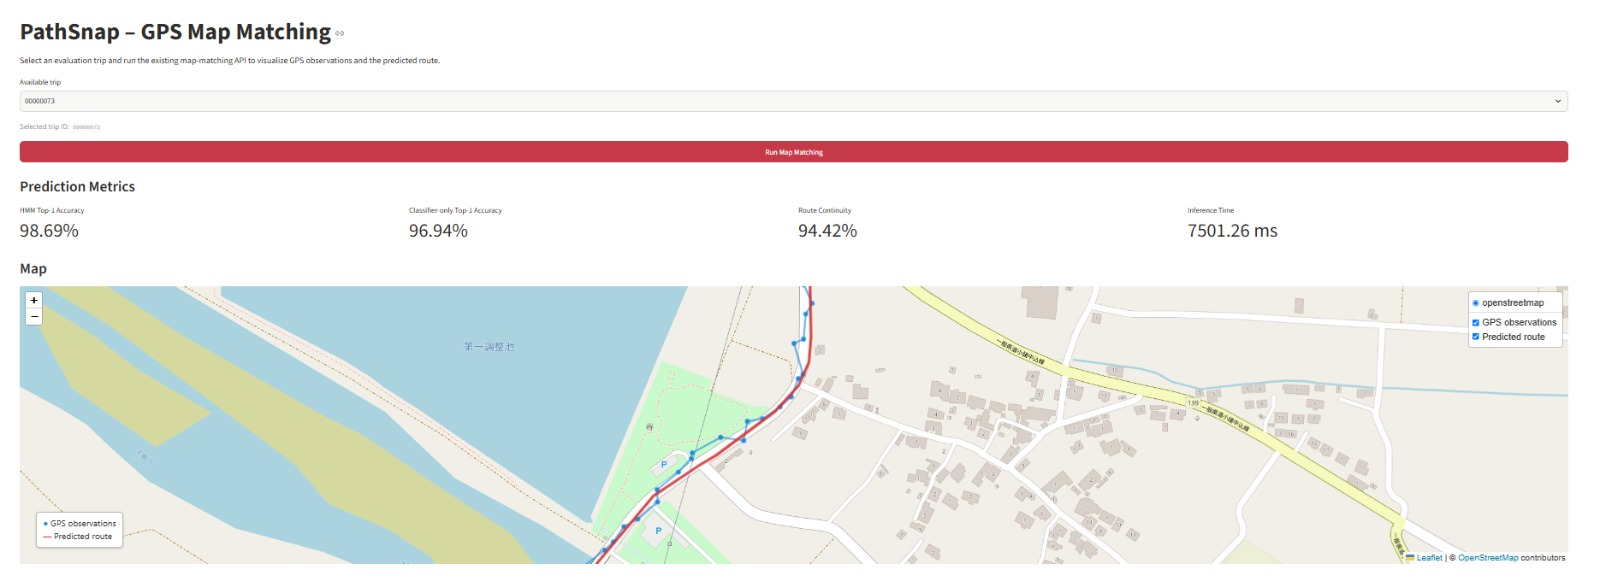 PathSnap – GPS Map Matching
Select an evaluation trip and run the existing map-matching API to visualize GPS observations and the predicted route.
Available trip
00000073
Selected trip ID: 00000073
Run Map Matching
Prediction Metrics
HMM Top-1 Accuracy
98.69%
Classifier-only Top-1 Accuracy
96.94%
Route Continuity
94.42%
Inference Time
7501.26 ms
Map
+
−
openstreetmap
GPS observations
Predicted route
第一調整池
139
P
P
GPS observations
Predicted route
Leaflet | © OpenStreetMap contributors